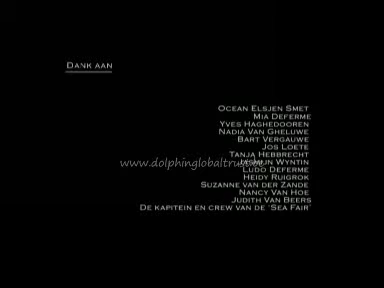 Dank aan
Ocean Elsjen Smet
Mia Deferme
Yves Haghedooren
Nadia Van Gheluwe
Bart Vergauwe
Jos Loete
Tanja Hebbrecht
www.dolphinglobaltrust.be
Wyntin
Ludo Deferme
Heidy Ruigrok
Suzanne van der Zande
Nancy Van Hoe
Judith Van Beers
De kapitein en crew van de 'Sea Fair'